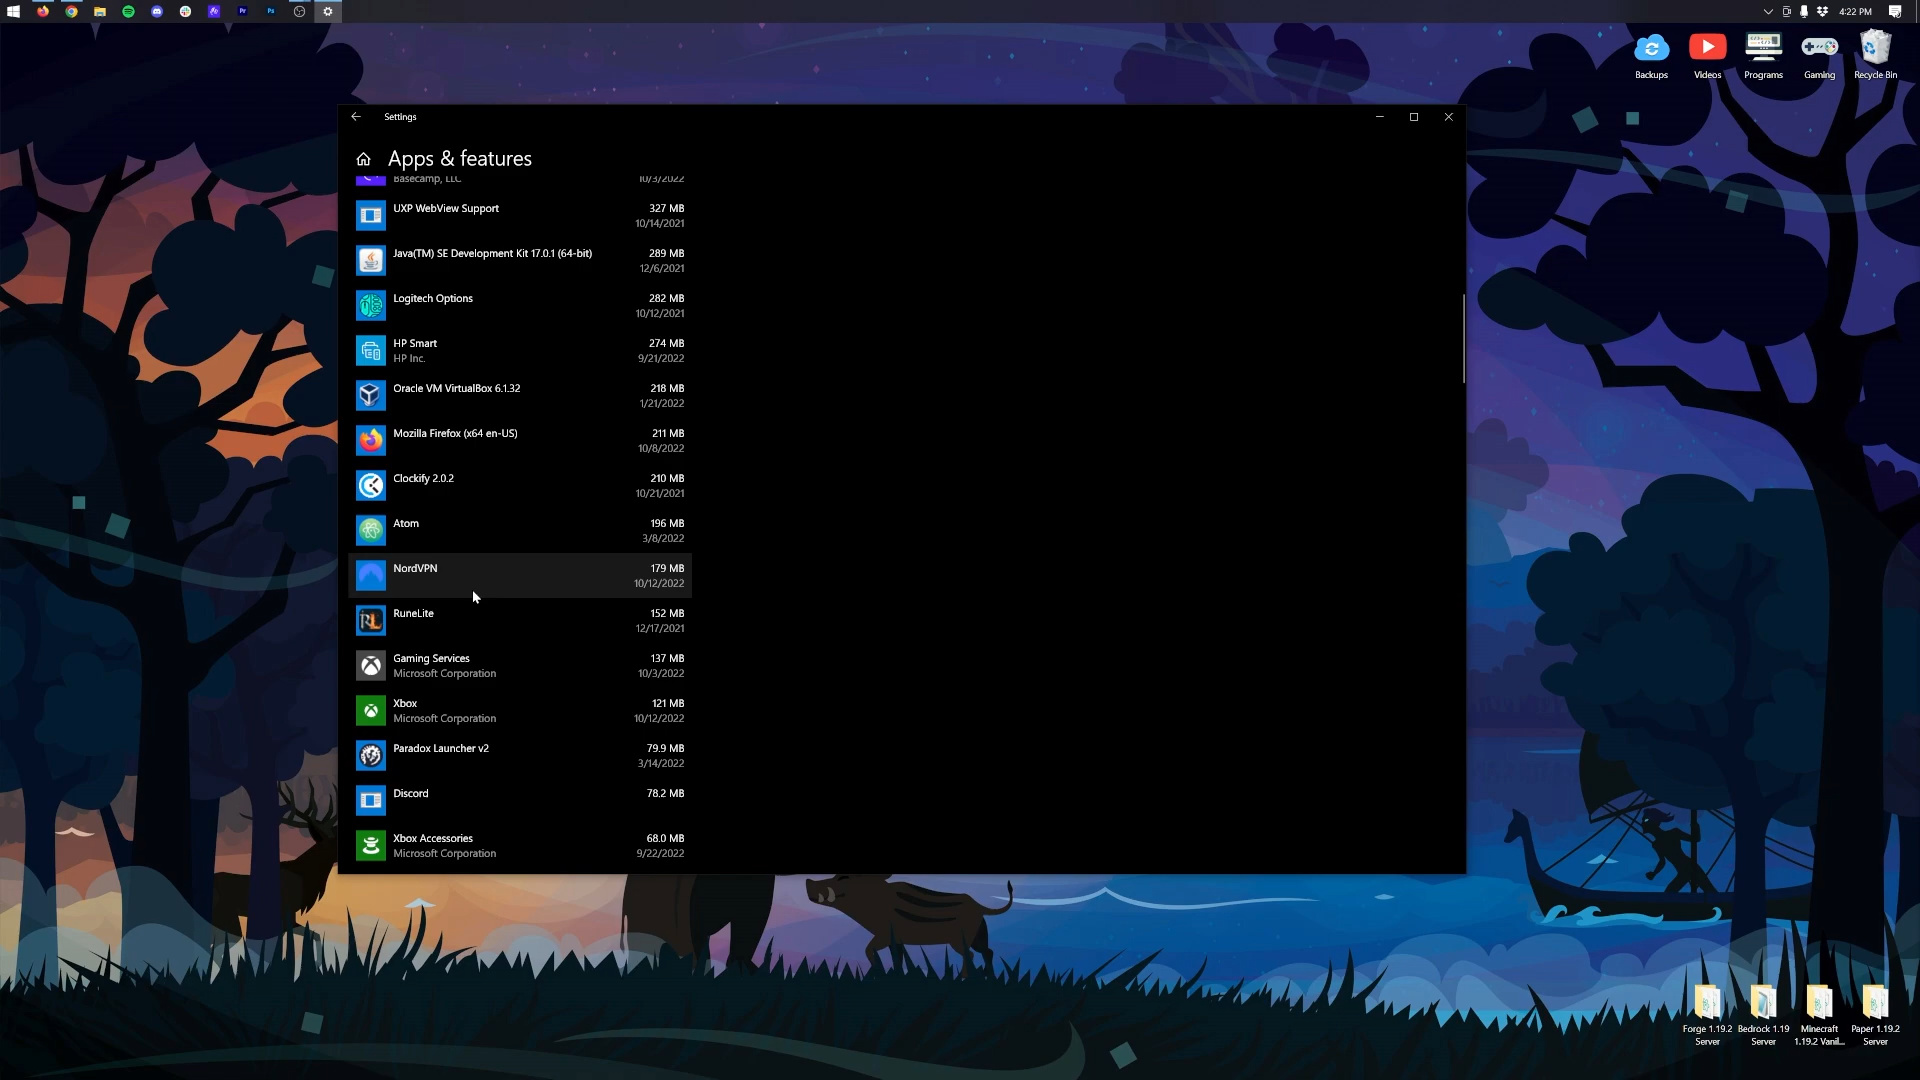 Pr
Ps
4:22 PM
Backups
Videos
Programs
Gaming
Recycle Bin
Settings
Apps & features
Basecamp, LLC
10/3/2022
UXP WebView Support
327 MB
10/14/2021
Java(TM) SE Development Kit 17.0.1 (64-bit)
289 MB
12/6/2021
Logitech Options
282 MB
10/12/2021
HP Smart
274 MB
HP Inc.
9/21/2022
Oracle VM VirtualBox 6.1.32
218 MB
1/21/2022
Mozilla Firefox (x64 en-US)
211 MB
10/8/2022
Clockify 2.0.2
210 MB
10/21/2021
Atom
196 MB
3/8/2022
NordVPN
179 MB
10/12/2022
RuneLite
152 MB
RL
12/17/2021
Gaming Services
137 MB
Microsoft Corporation
10/3/2022
Xbox
121 MB
Microsoft Corporation
10/12/2022
Paradox Launcher v2
79.9 MB
3/14/2022
Discord
78.2 MB
Xbox Accessories
68.0 MB
Microsoft Corporation
9/22/2022
Forge 1.19.2
Server
Bedrock 1.19
Server
Minecraft
1.19.2 Vanil...
Paper 1.19.2
Server